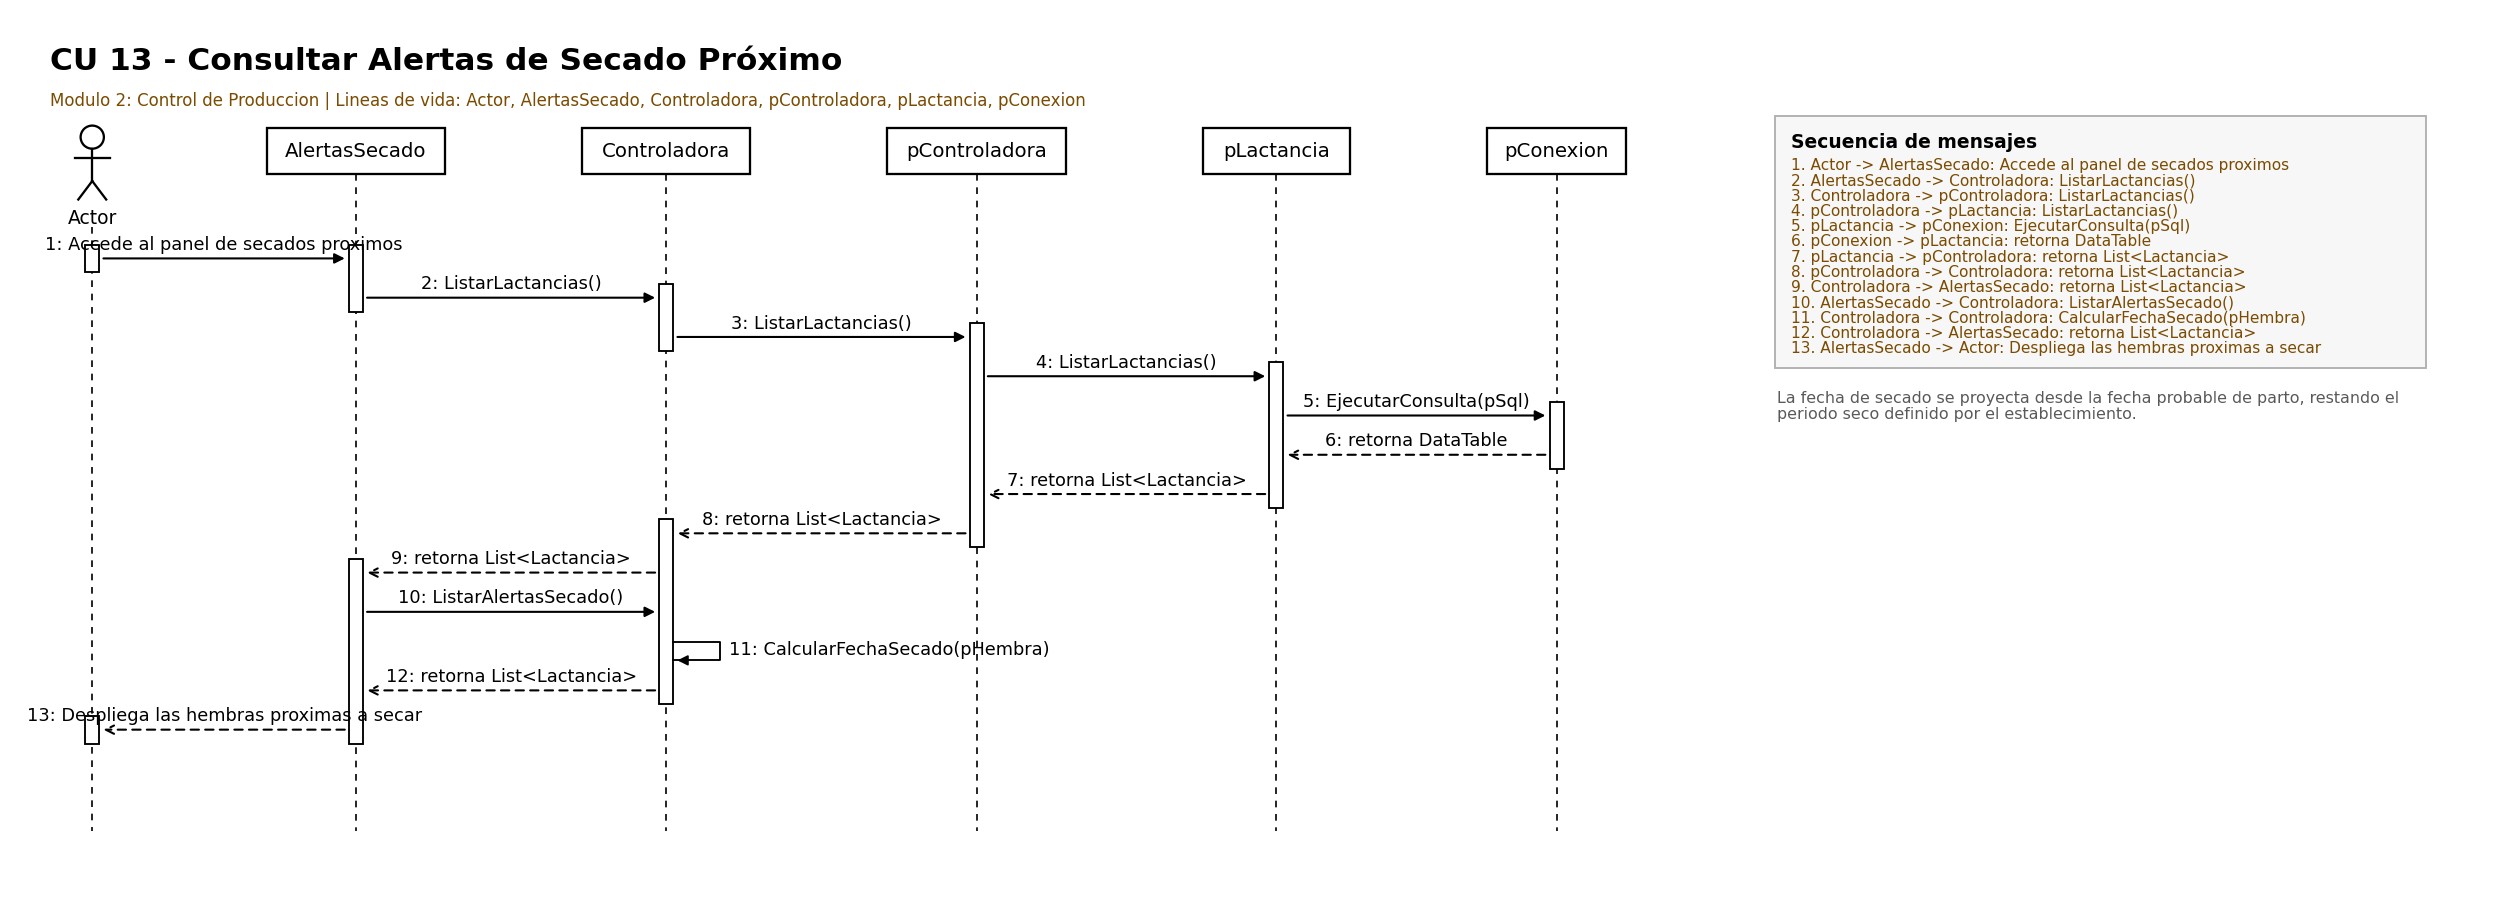 CU 13 - Consultar Alertas de Secado Próximo
Modulo 2: Control de Produccion | Lineas de vida: Actor, AlertasSecado, Controladora, pControladora, pLactancia, pConexion
Actor
AlertasSecado
Controladora
pControladora
pLactancia
pConexion
1: Accede al panel de secados proximos
2: ListarLactancias()
3: ListarLactancias()
4: ListarLactancias()
5: EjecutarConsulta(pSql)
6: retorna DataTable
7: retorna List<Lactancia>
8: retorna List<Lactancia>
9: retorna List<Lactancia>
10: ListarAlertasSecado()
11: CalcularFechaSecado(pHembra)
12: retorna List<Lactancia>
13: Despliega las hembras proximas a secar
Secuencia de mensajes
1. Actor -> AlertasSecado: Accede al panel de secados proximos
2. AlertasSecado -> Controladora: ListarLactancias()
3. Controladora -> pControladora: ListarLactancias()
4. pControladora -> pLactancia: ListarLactancias()
5. pLactancia -> pConexion: EjecutarConsulta(pSql)
6. pConexion -> pLactancia: retorna DataTable
7. pLactancia -> pControladora: retorna List<Lactancia>
8. pControladora -> Controladora: retorna List<Lactancia>
9. Controladora -> AlertasSecado: retorna List<Lactancia>
10. AlertasSecado -> Controladora: ListarAlertasSecado()
11. Controladora -> Controladora: CalcularFechaSecado(pHembra)
12. Controladora -> AlertasSecado: retorna List<Lactancia>
13. AlertasSecado -> Actor: Despliega las hembras proximas a secar
La fecha de secado se proyecta desde la fecha probable de parto, restando el
periodo seco definido por el establecimiento.